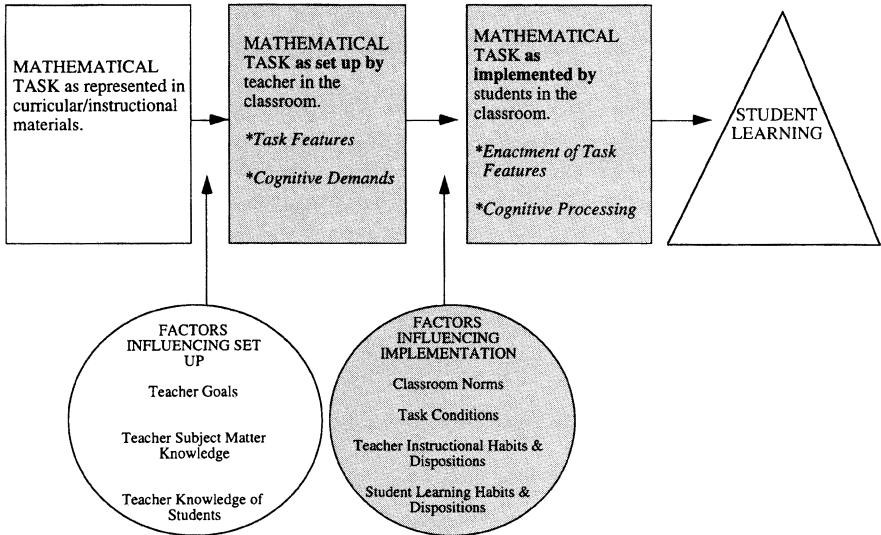 MATHEMATICAL
TASK as represented in
curricular/instructional
materials.
MATHEMATICAL
TASK as set up by
teacher in the
classroom.
*Task Features
*Cognitive Demands
MATHEMATICAL
TASK as
implemented by
students in the
classroom.
*Enactment of Task
Features
*Cognitive Processing
STUDENT
LEARNING
FACTORS
INFLUENCING SET
UP
Teacher Goals
Teacher Subject Matter
Knowledge
Teacher Knowledge of
Students
FACTORS
INFLUENCING
IMPLEMENTATION
Classroom Norms
Task Conditions
Teacher Instructional Habits &
Dispositions
Student Learning Habits &
Dispositions